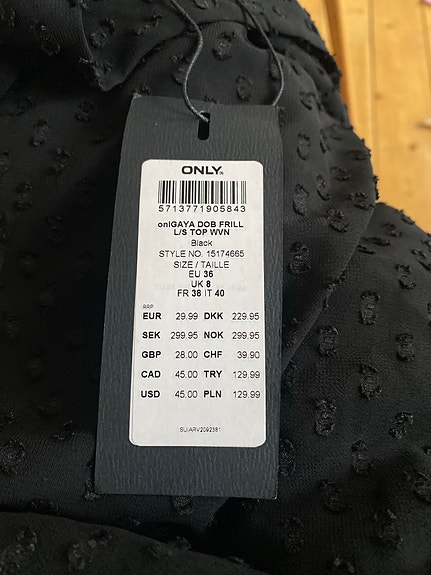 ONLY®
5713771905843
onlGAYA DOB FRILL
L/S TOP WVN
Black
STYLE NO. 15174665
SIZE / TAILLE
EU 36
UK 8
FR 38 IT 40
RRP
EUR 29.99 DKK 229.95
SEK 299.95 NOK 299.95
GBP 28.00 CHF 39.90
CAD 45.00 TRY 129.99
USD 45.00 PLN 129.99
SU/ARV2092381